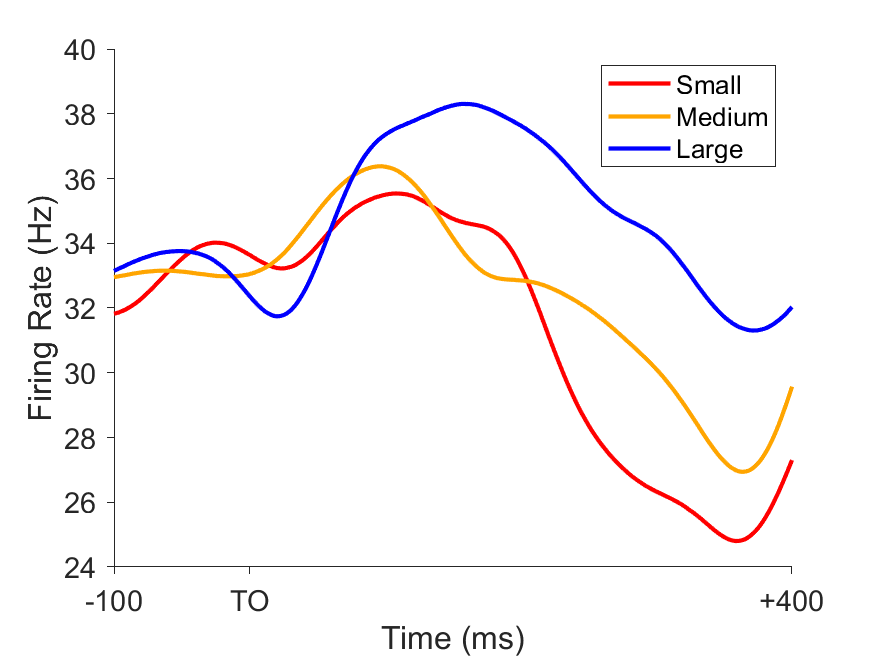 Firing Rate (Hz)
40
38
36
34
32
30
28
26
24
Small
Medium
Large
-100 TO +400
Time (ms)